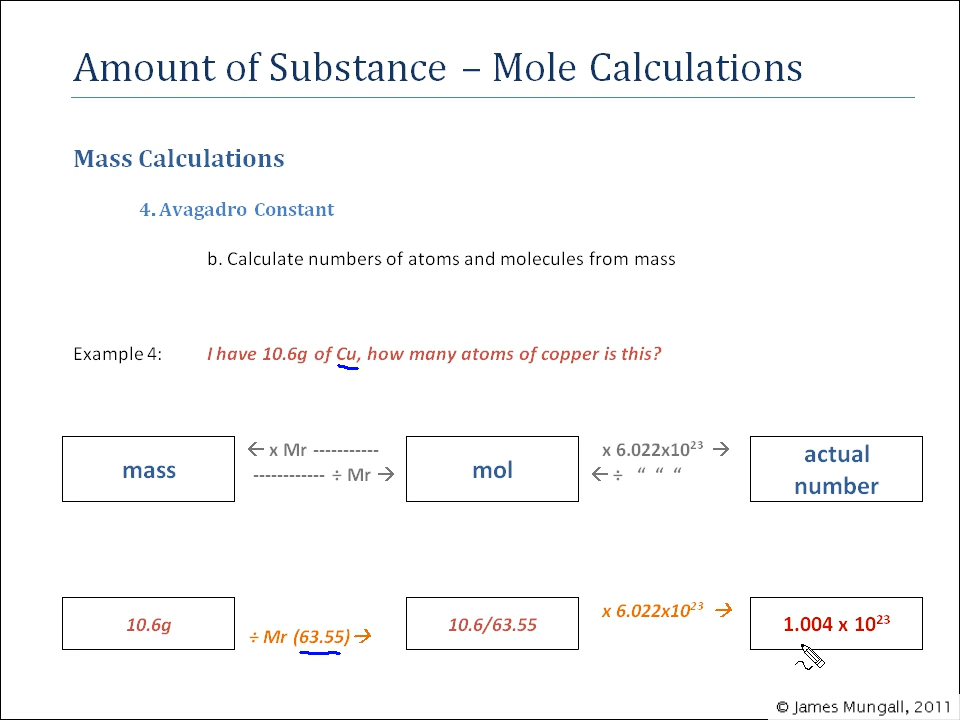 Amount of Substance – Mole Calculations
Mass Calculations
4. Avagadro Constant
b. Calculate numbers of atoms and molecules from mass
Example 4: I have 10.6g of Cu, how many atoms of copper is this?
mass
← x Mr -----------
------------ ÷ Mr →
mol
x 6.022x10²³ →
← ÷ “ “ “
actual
number
10.6g
÷ Mr (63.55)→
10.6/63.55
x 6.022x10²³ →
1.004 x 10²³
© James Mungall, 2011